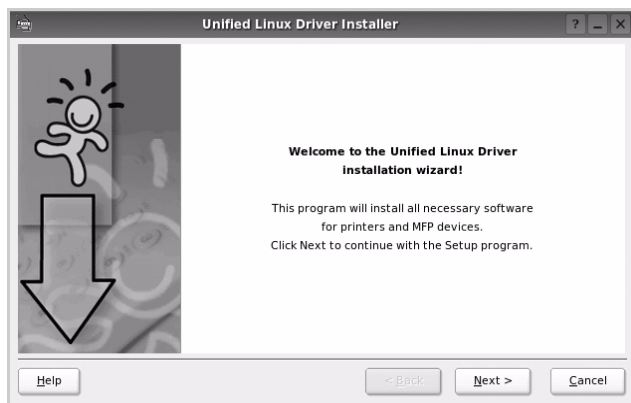 Unified Linux Driver Installer
? _ X
Welcome to the Unified Linux Driver
installation wizard!
This program will install all necessary software
for printers and MFP devices.
Click Next to continue with the Setup program.
Help
< Back
Next >
Cancel